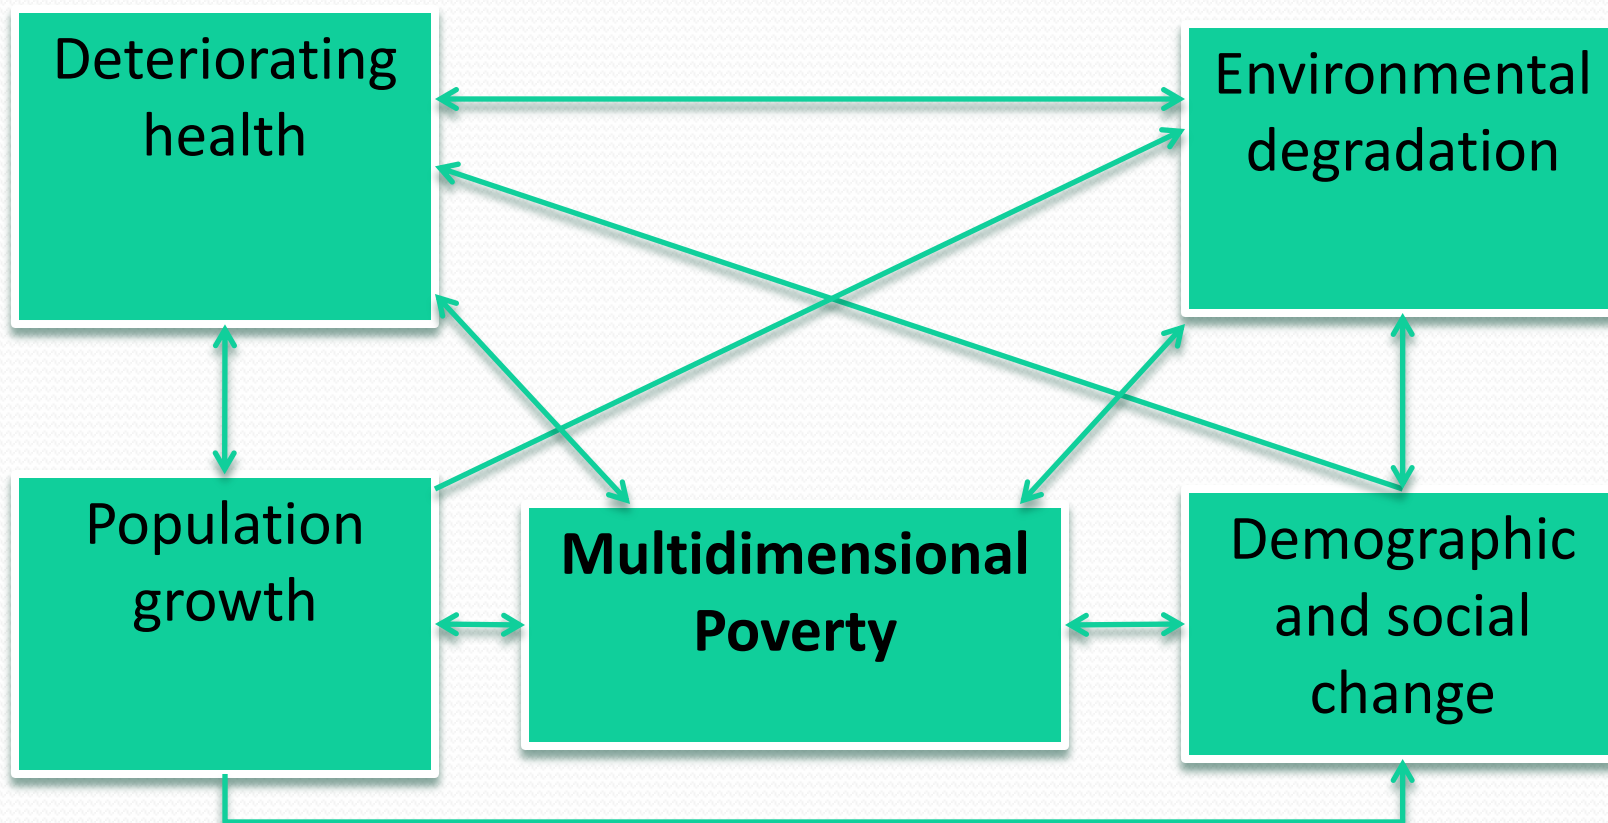 Deteriorating
health
Environmental
degradation
Population
growth
Multidimensional
Poverty
Demographic
and social
change